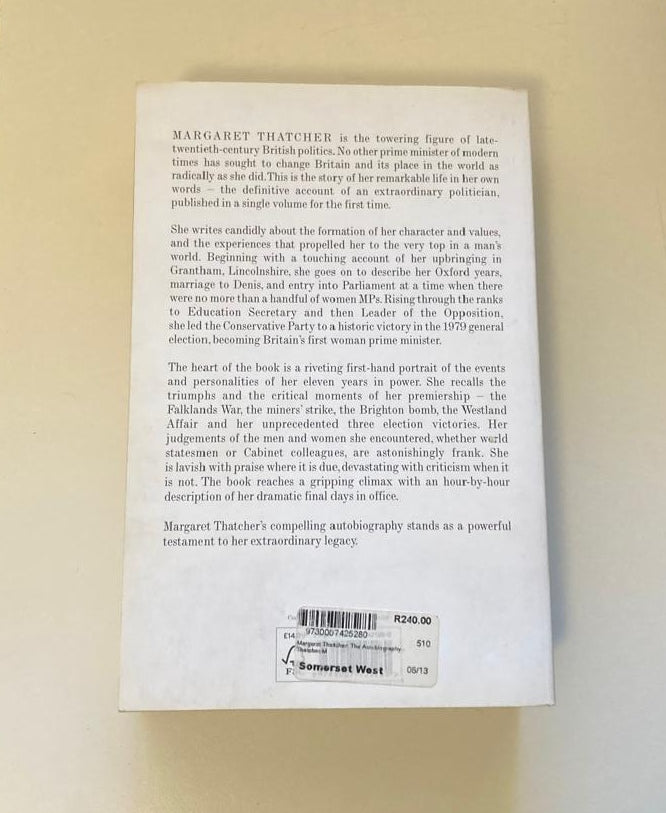 MARGARET THATCHER is the towering figure of late-
twentieth-century British politics. No other prime minister of modern
times has sought to change Britain and its place in the world as
radically as she did. This is the story of her remarkable life in her own
words – the definitive account of an extraordinary politician,
published in a single volume for the first time.
She writes candidly about the formation of her character and values,
and the experiences that propelled her to the very top in a man's
world. Beginning with a touching account of her upbringing in
Grantham, Lincolnshire, she goes on to describe her Oxford years,
marriage to Denis, and entry into Parliament at a time when there
were no more than a handful of women MPs. Rising through the ranks
to Education Secretary and then Leader of the Opposition,
she led the Conservative Party to a historic victory in the 1979 general
election, becoming Britain's first woman prime minister.
The heart of the book is a riveting first-hand portrait of the events
and personalities of her eleven years in power. She recalls the
triumphs and the critical moments of her premiership – the
Falklands War, the miners' strike, the Brighton bomb, the Westland
Affair and her unprecedented three election victories. Her
judgements of the men and women she encountered, whether world
statesmen or Cabinet colleagues, are astonishingly frank. She
is lavish with praise where it is due, devastating with criticism when it
is not. The book reaches a gripping climax with an hour-by-hour
description of her dramatic final days in office.
Margaret Thatcher's compelling autobiography stands as a powerful
testament to her extraordinary legacy.
R240.00
9780007425280
£14
Margaret Thatcher: The Autobiography
510
Thatcher M
Somerset West
06/13